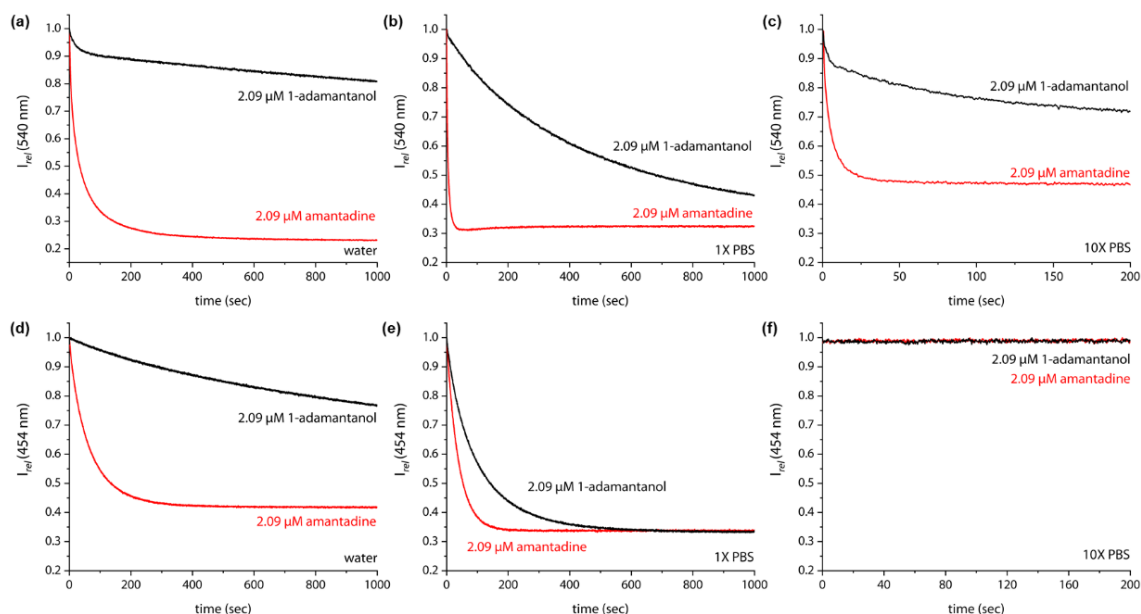 (a)
1.0
0.9
0.8
0.7
0.6
0.5
0.4
0.3
0.2
I_rel (540 nm)
2.09 μM 1-adamantanol
2.09 μM amantadine
water
0 200 400 600 800 1000
time (sec)
(b)
1.0
0.9
0.8
0.7
0.6
0.5
0.4
0.3
0.2
I_rel (540 nm)
2.09 μM 1-adamantanol
2.09 μM amantadine
1X PBS
0 200 400 600 800 1000
time (sec)
(c)
1.0
0.9
0.8
0.7
0.6
0.5
0.4
0.3
0.2
I_rel (540 nm)
2.09 μM 1-adamantanol
2.09 μM amantadine
10X PBS
0 50 100 150 200
time (sec)
(d)
1.0
0.9
0.8
0.7
0.6
0.5
0.4
0.3
0.2
I_rel (454 nm)
2.09 μM 1-adamantanol
2.09 μM amantadine
water
0 200 400 600 800 1000
time (sec)
(e)
1.0
0.9
0.8
0.7
0.6
0.5
0.4
0.3
0.2
I_rel (454 nm)
2.09 μM 1-adamantanol
2.09 μM amantadine
1X PBS
0 200 400 600 800 1000
time (sec)
(f)
1.0
0.9
0.8
0.7
0.6
0.5
0.4
0.3
0.2
I_rel (454 nm)
2.09 μM 1-adamantanol
2.09 μM amantadine
10X PBS
0 40 80 120 160 200
time (sec)